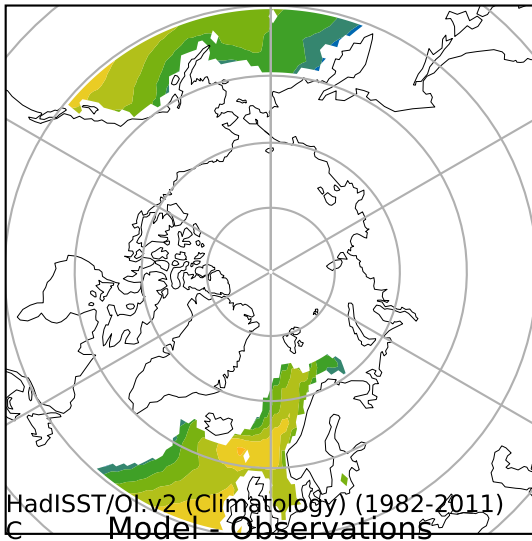 HadISST/OI.v2 (Climatology) (1982-2011)
C Model - Observations